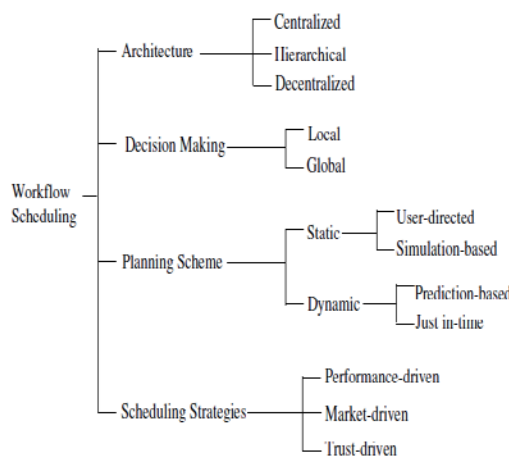 Centralized
Architecture
Hierarchical
Decentralized
Local
Decision Making
Global
Workflow
Scheduling
Static
User-directed
Simulation-based
Planning Scheme
Dynamic
Prediction-based
Just in-time
Performance-driven
Scheduling Strategies
Market-driven
Trust-driven